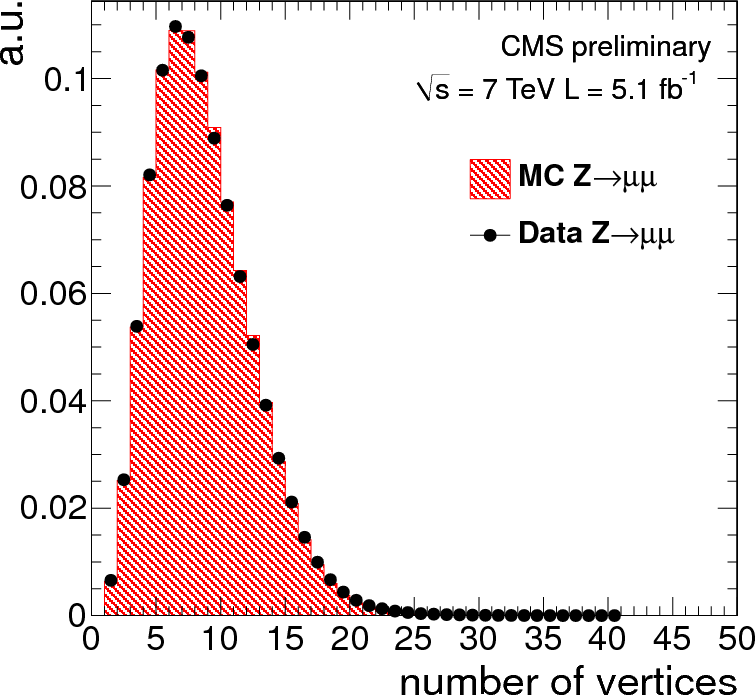 a.u.
CMS preliminary
√s = 7 TeV L = 5.1 fb⁻¹
MC Z→μμ
Data Z→μμ
0.1
0.08
0.06
0.04
0.02
0
0 5 10 15 20 25 30 35 40 45 50
number of vertices